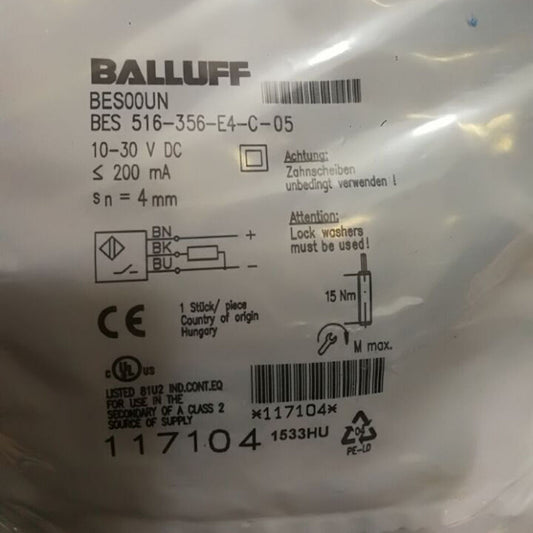 BALLUFF
BES00UN
BES 516-356-E4-C-05
10-30 V DC
≤ 200 mA
sn = 4 mm
Achtung:
Zahnscheiben
unbedingt verwenden !
Attention:
Lock washers
must be used!
BN +
BK
BU −
15 Nm
M max.
CE
1 Stück/ piece
Country of origin
Hungary
c UL US
LISTED 81U2 IND.CONT.EQ
FOR USE IN THE
SECONDARY OF A CLASS 2
SOURCE OF SUPPLY
*117104*
117104 1533HU
04
PE-LD